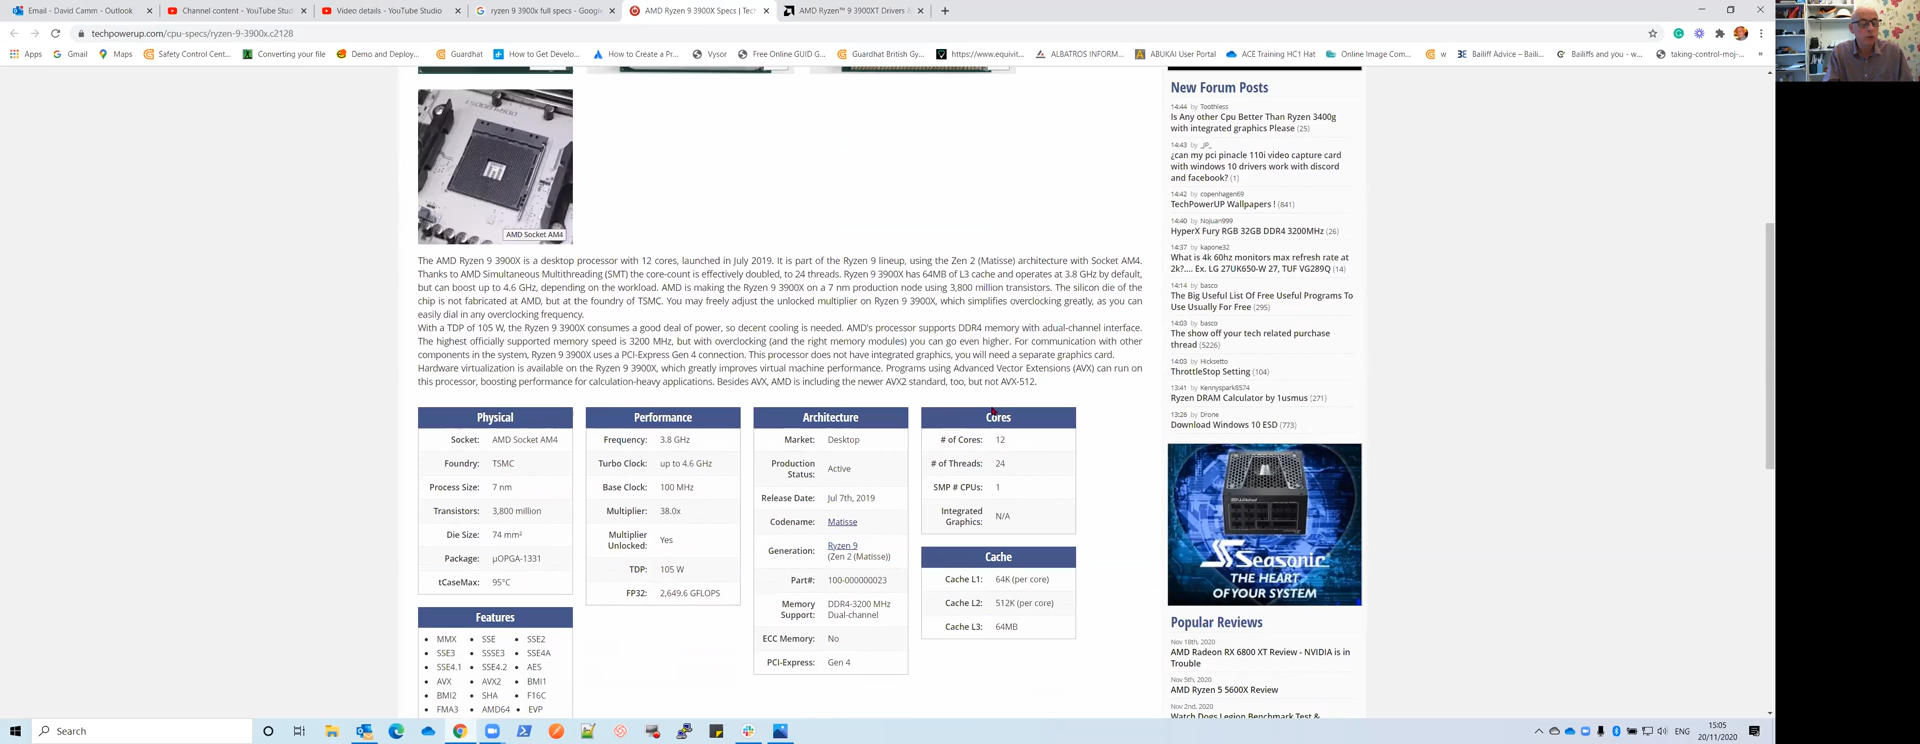 Email - David Camm - Outlook
Channel content - YouTube Stud
Video details - YouTube Studio
ryzen 9 3900x full specs - Googl
AMD Ryzen 9 3900X Specs | Tec
AMD Ryzen™ 9 3900XT Drivers &
techpowerup.com/cpu-specs/ryzen-9-3900x.c2128
Apps
Gmail
Maps
Safety Control Cent...
Converting your file
Demo and Deploy...
Guardhat
How to Get Develo...
How to Create a Pr...
Vysor
Free Online GUID G...
Guardhat British Gy...
https://www.equivit...
ALBATROS INFORM...
ABUKAI User Portal
ACE Training HC1 Hat
Online Image Com...
w
Bailiff Advice – Baili...
Bailiffs and you - w...
taking-control-moj-...
»
AMD Socket AM4
The AMD Ryzen 9 3900X is a desktop processor with 12 cores, launched in July 2019. It is part of the Ryzen 9 lineup, using the Zen 2 (Matisse) architecture with Socket AM4.
Thanks to AMD Simultaneous Multithreading (SMT) the core-count is effectively doubled, to 24 threads. Ryzen 9 3900X has 64MB of L3 cache and operates at 3.8 GHz by default,
but can boost up to 4.6 GHz, depending on the workload. AMD is making the Ryzen 9 3900X on a 7 nm production node using 3,800 million transistors. The silicon die of the
chip is not fabricated at AMD, but at the foundry of TSMC. You may freely adjust the unlocked multiplier on Ryzen 9 3900X, which simplifies overclocking greatly, as you can
easily dial in any overclocking frequency.
With a TDP of 105 W, the Ryzen 9 3900X consumes a good deal of power, so decent cooling is needed. AMD's processor supports DDR4 memory with adual-channel interface.
The highest officially supported memory speed is 3200 MHz, but with overclocking (and the right memory modules) you can go even higher. For communication with other
components in the system, Ryzen 9 3900X uses a PCI-Express Gen 4 connection. This processor does not have integrated graphics, you will need a separate graphics card.
Hardware virtualization is available on the Ryzen 9 3900X, which greatly improves virtual machine performance. Programs using Advanced Vector Extensions (AVX) can run on
this processor, boosting performance for calculation-heavy applications. Besides AVX, AMD is including the newer AVX2 standard, too, but not AVX-512.
Physical
Socket: AMD Socket AM4
Foundry: TSMC
Process Size: 7 nm
Transistors: 3,800 million
Die Size: 74 mm²
Package: µOPGA-1331
tCaseMax: 95°C
Features
MMX SSE SSE2
SSE3 SSSE3 SSE4A
SSE4.1 SSE4.2 AES
AVX AVX2 BMI1
BMI2 SHA F16C
FMA3 AMD64 EVP
Performance
Frequency: 3.8 GHz
Turbo Clock: up to 4.6 GHz
Base Clock: 100 MHz
Multiplier: 38.0x
Multiplier
Unlocked: Yes
TDP: 105 W
FP32: 2,649.6 GFLOPS
Architecture
Market: Desktop
Production
Status: Active
Release Date: Jul 7th, 2019
Codename: Matisse
Generation: Ryzen 9
(Zen 2 (Matisse))
Part#: 100-000000023
Memory DDR4-3200 MHz
Support: Dual-channel
ECC Memory: No
PCI-Express: Gen 4
Cores
# of Cores: 12
# of Threads: 24
SMP # CPUs: 1
Integrated
Graphics: N/A
Cache
Cache L1: 64K (per core)
Cache L2: 512K (per core)
Cache L3: 64MB
New Forum Posts
14:44 by Toothless
Is Any other Cpu Better Than Ryzen 3400g
with integrated graphics Please (25)
14:43 by _JP_
¿can my pci pinacle 110i video capture card
with windows 10 drivers work with discord
and facebook? (1)
14:42 by copenhagen69
TechPowerUP Wallpapers ! (841)
14:40 by NoJuan999
HyperX Fury RGB 32GB DDR4 3200MHz (26)
14:37 by kapone32
What is 4k 60hz monitors max refresh rate at
2k?.... Ex. LG 27UK650-W 27, TUF VG289Q (14)
14:14 by basco
The Big Useful List Of Free Useful Programs To
Use Usually For Free (295)
14:03 by basco
The show off your tech related purchase
thread (5226)
14:03 by Hicksetto
ThrottleStop Setting (104)
13:41 by Kennyspark8574
Ryzen DRAM Calculator by 1usmus (271)
13:26 by Drone
Download Windows 10 ESD (773)
Seasonic
THE HEART
OF YOUR SYSTEM
Popular Reviews
Nov 18th, 2020
AMD Radeon RX 6800 XT Review - NVIDIA is in
Trouble
Nov 5th, 2020
AMD Ryzen 5 5600X Review
Nov 2nd, 2020
Watch Dogs Legion Benchmark Test &
Search
ENG
15:05
20/11/2020